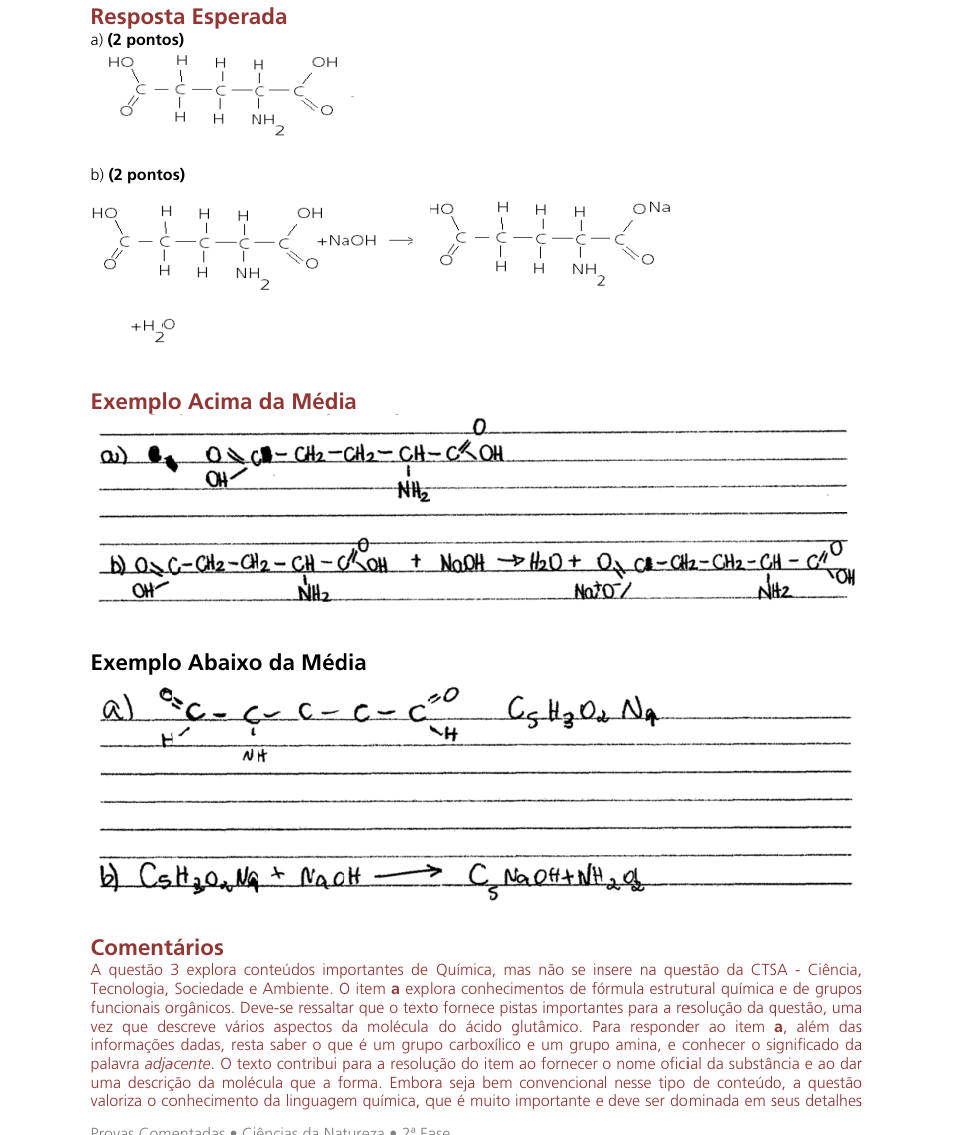 Resposta Esperada
a) (2 pontos)
HO H H H OH
C — C — C — C — C
O H H NH2 O
b) (2 pontos)
HO H H H OH HO H H H ONa
C — C — C — C — C +NaOH → C — C — C — C — C
O H H NH2 O O H H NH2 O
+H2O
Exemplo Acima da Média
O
a) O C - CH2 - CH2 - CH - C OH
OH NH2
O O
b) O C - CH2 - CH2 - CH - C OH + NaOH → H2O + O C - CH2 - CH2 - CH - C OH
OH NH2 Na+O- NH2
Exemplo Abaixo da Média
a) O=C - C - C - C - C=O C5H3O2Na
H NH H
b) C5H3O2Na + NaOH → C5NaOH+NH2O2
Comentários
A questão 3 explora conteúdos importantes de Química, mas não se insere na questão da CTSA - Ciência,
Tecnologia, Sociedade e Ambiente. O item a explora conhecimentos de fórmula estrutural química e de grupos
funcionais orgânicos. Deve-se ressaltar que o texto fornece pistas importantes para a resolução da questão, uma
vez que descreve vários aspectos da molécula do ácido glutâmico. Para responder ao item a, além das
informações dadas, resta saber o que é um grupo carboxílico e um grupo amina, e conhecer o significado da
palavra adjacente. O texto contribui para a resolução do item ao fornecer o nome oficial da substância e ao dar
uma descrição da molécula que a forma. Embora seja bem convencional nesse tipo de conteúdo, a questão
valoriza o conhecimento da linguagem química, que é muito importante e deve ser dominada em seus detalhes
Provas Comentadas • Ciências da Natureza • 2ª Fase